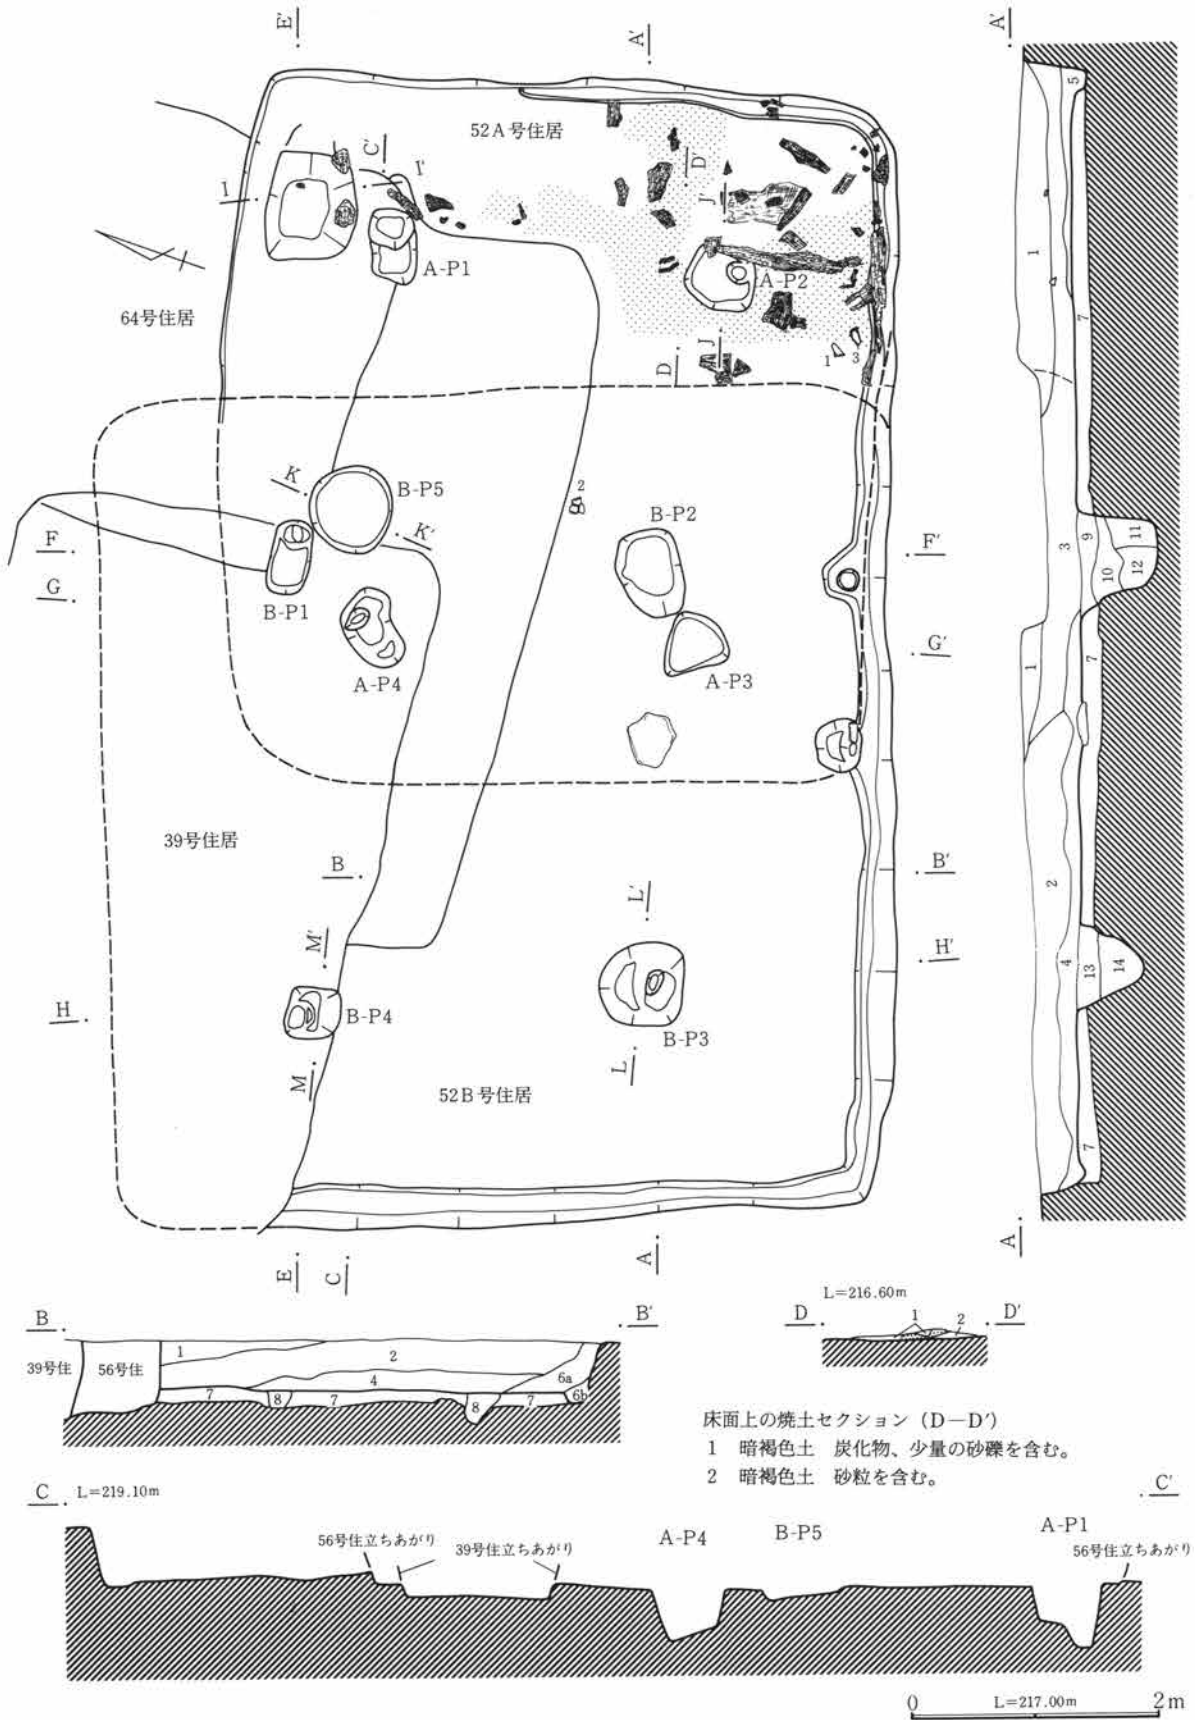 E'
A'
A'
52A号住居
C'
I'
I
D'
J'
5
A-P1
A-P2
1
64号住居
7
J
D
1
3
K
B-P5
2
B-P2
K'
F
F'
G
3
9
11
10
12
B-P1
G'
A-P4
A-P3
1
7
39号住居
B
B'
2
L'
M'
H'
4
13
14
H
B-P4
B-P3
M
L
52B号住居
7
E
C
A
A
L=216.60m
B
B'
D
1
2
D'
39号住
56号住
1
2
4
6a
7
8
7
8
7
6b
床面上の焼土セクション（D—D'）
1 暗褐色土 炭化物、少量の砂礫を含む。
2 暗褐色土 砂粒を含む。
C
L=219.10m
C'
56号住立ちあがり
39号住立ちあがり
A-P4
B-P5
A-P1
56号住立ちあがり
0
L=217.00m
2m